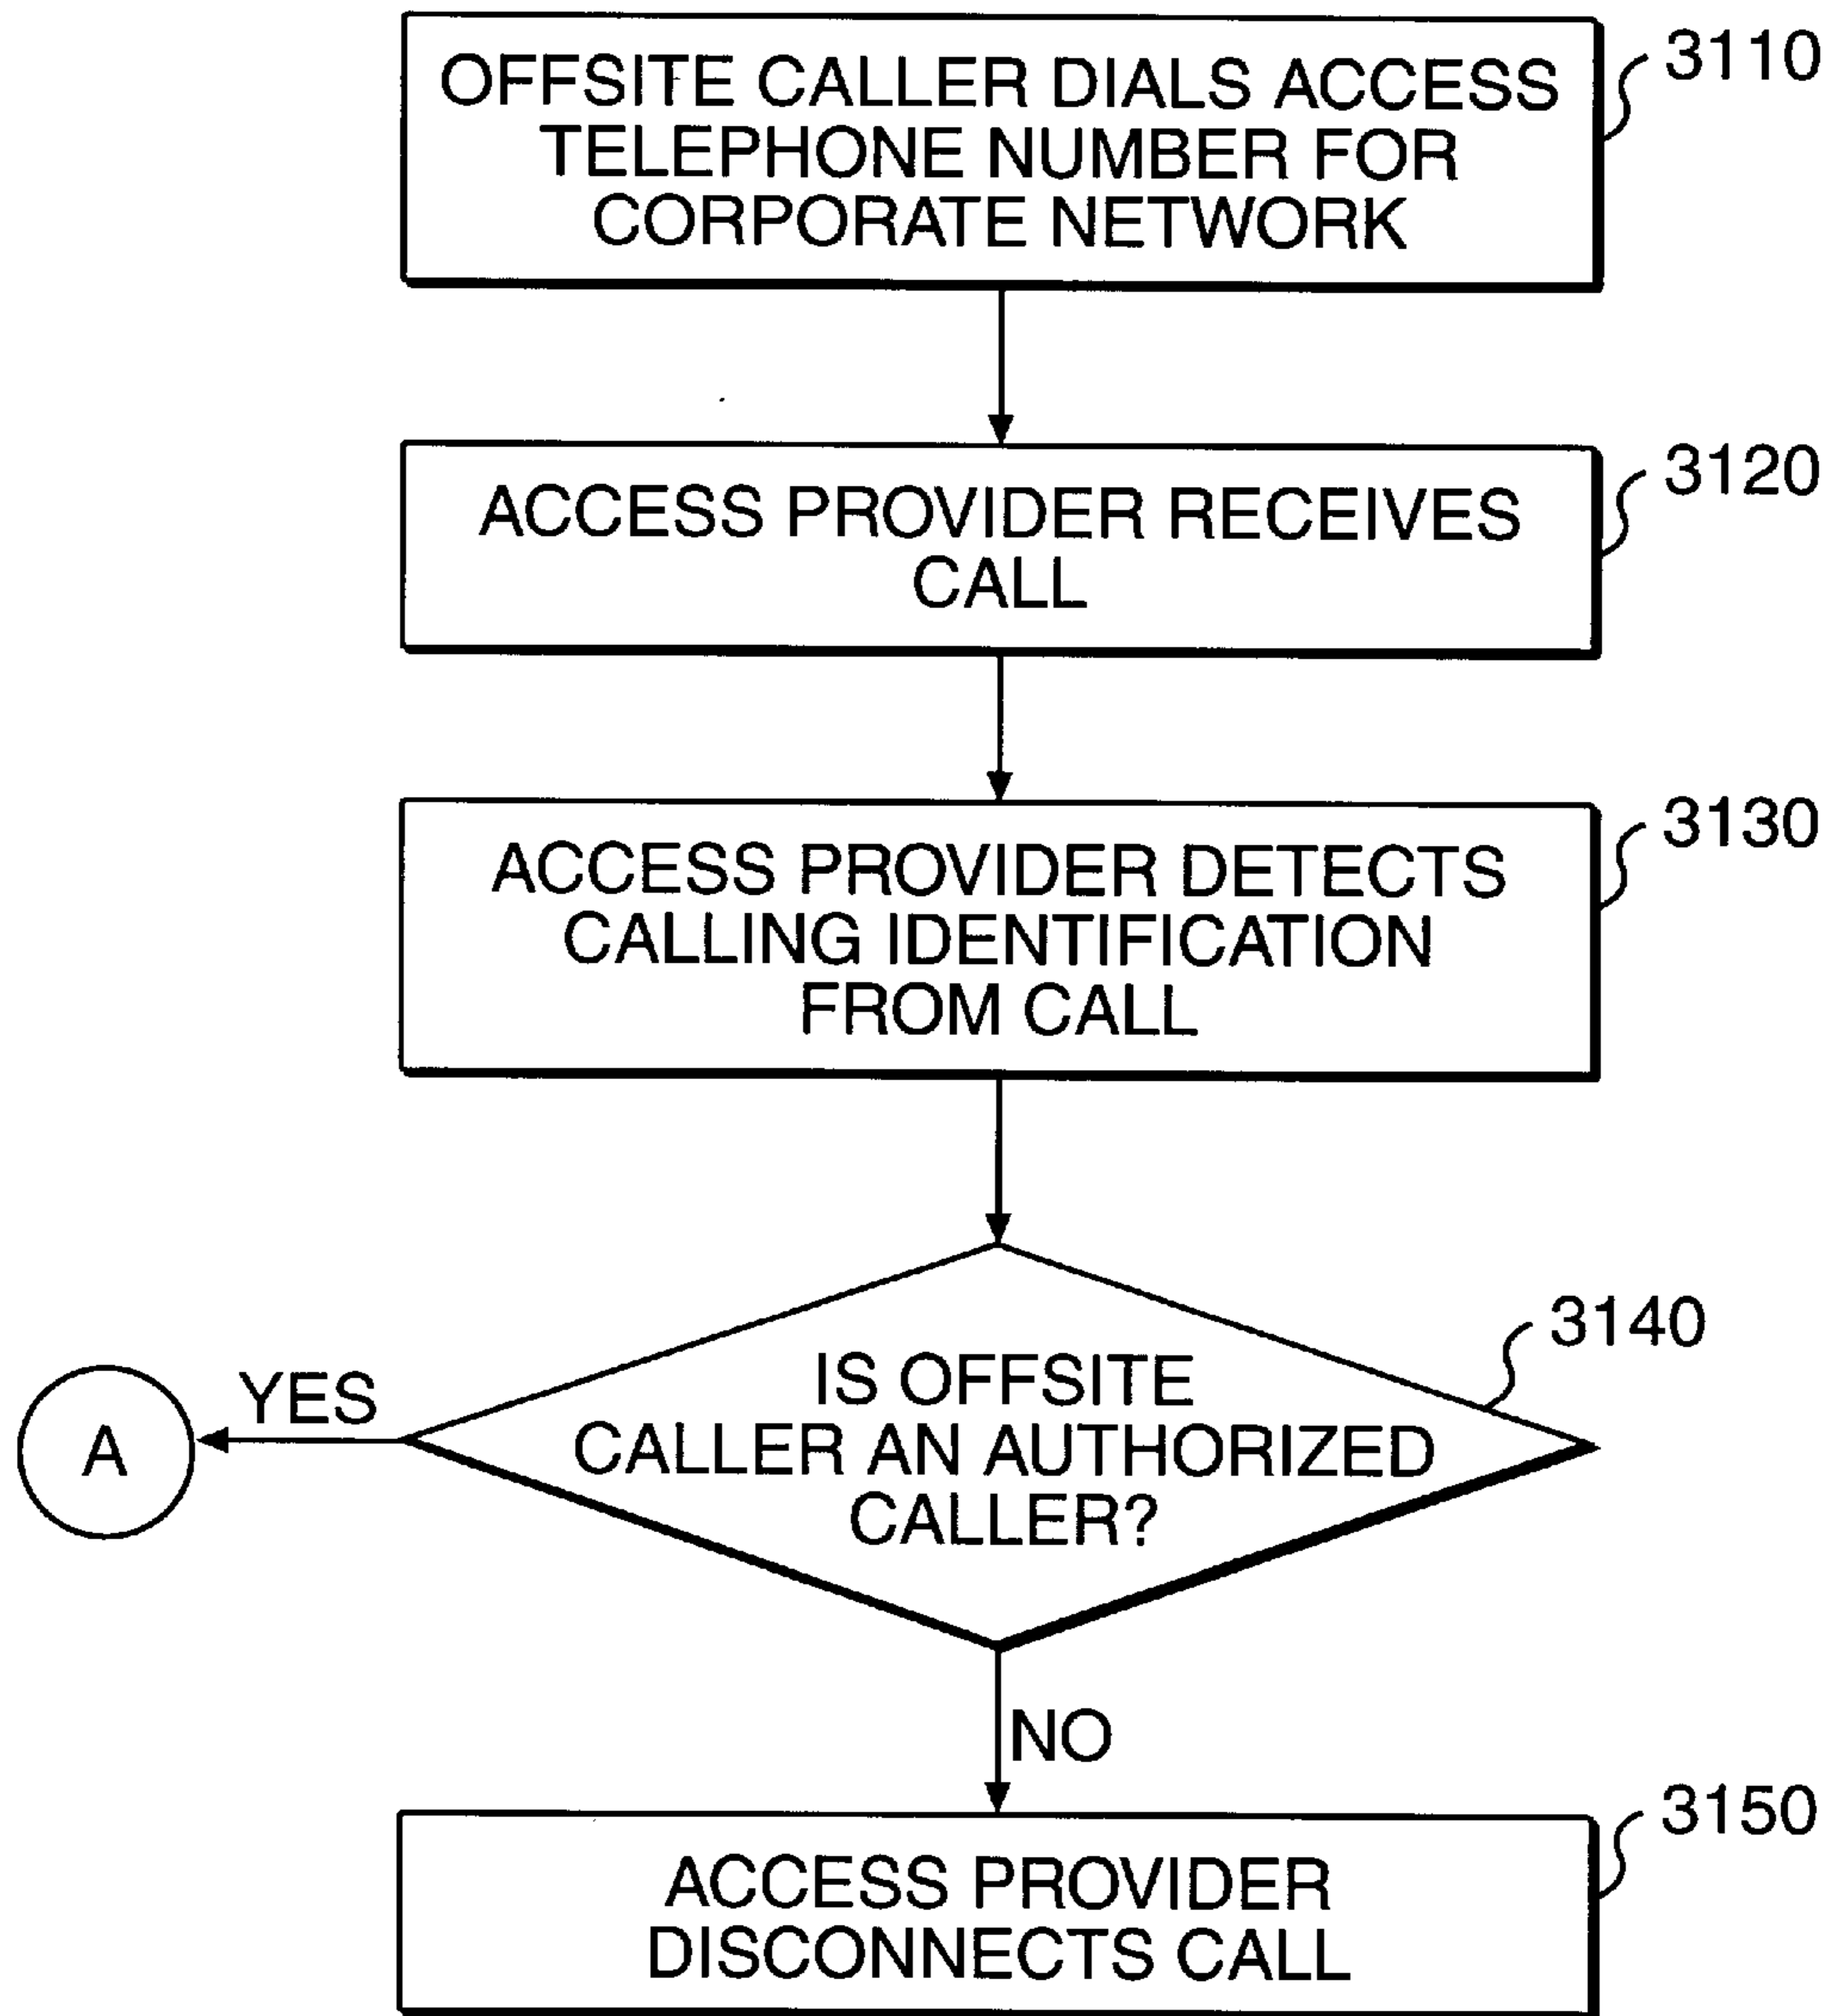 OFFSITE CALLER DIALS ACCESS
TELEPHONE NUMBER FOR
CORPORATE NETWORK
3110
ACCESS PROVIDER RECEIVES
CALL
3120
ACCESS PROVIDER DETECTS
CALLING IDENTIFICATION
FROM CALL
3130
IS OFFSITE
CALLER AN AUTHORIZED
CALLER?
3140
YES
A
NO
ACCESS PROVIDER
DISCONNECTS CALL
3150